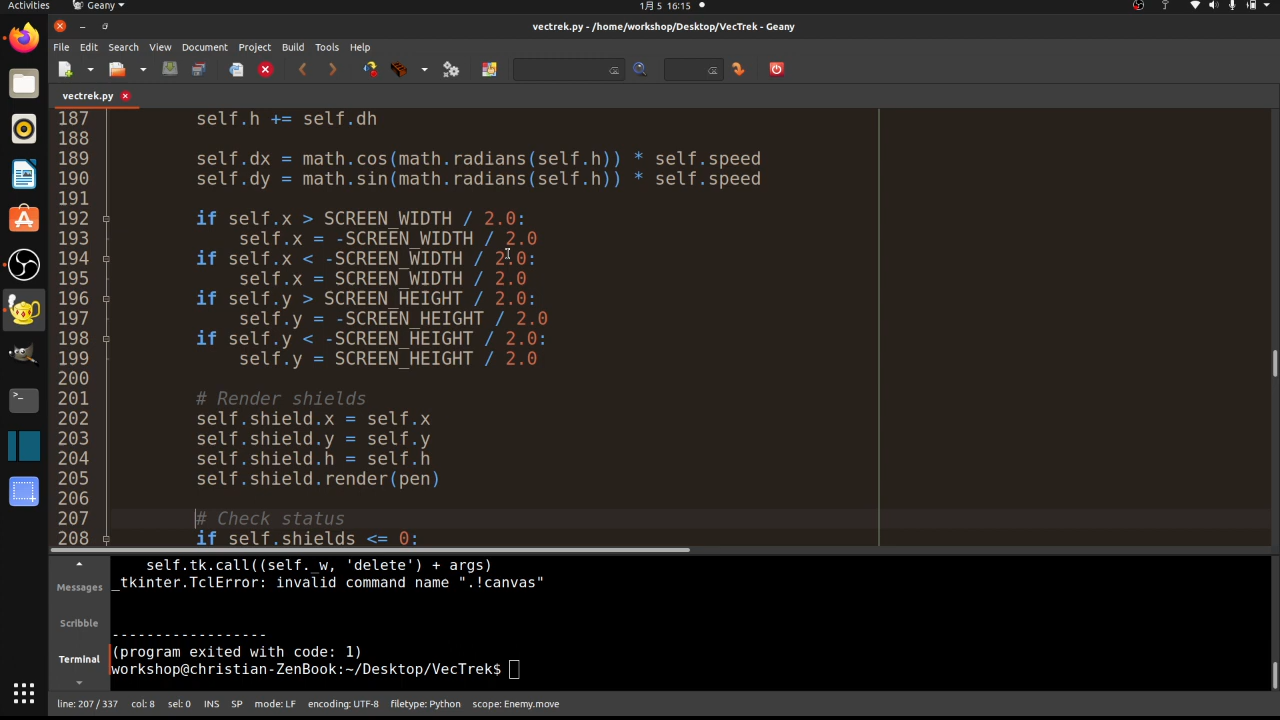 Activities
Geany
1月 5 16:15
vectrek.py - /home/workshop/Desktop/VecTrek - Geany
File Edit Search View Document Project Build Tools Help
vectrek.py
187 self.h += self.dh
188
189 self.dx = math.cos(math.radians(self.h)) * self.speed
190 self.dy = math.sin(math.radians(self.h)) * self.speed
191
192 if self.x > SCREEN_WIDTH / 2.0:
193 self.x = -SCREEN_WIDTH / 2.0
194 if self.x < -SCREEN_WIDTH / 2.0:
195 self.x = SCREEN_WIDTH / 2.0
196 if self.y > SCREEN_HEIGHT / 2.0:
197 self.y = -SCREEN_HEIGHT / 2.0
198 if self.y < -SCREEN_HEIGHT / 2.0:
199 self.y = SCREEN_HEIGHT / 2.0
200
201 # Render shields
202 self.shield.x = self.x
203 self.shield.y = self.y
204 self.shield.h = self.h
205 self.shield.render(pen)
206
207 # Check status
208 if self.shields <= 0:
Messages
Scribble
Terminal
self.tk.call((self._w, 'delete') + args)
_tkinter.TclError: invalid command name ".!canvas"
------------------
(program exited with code: 1)
workshop@christian-ZenBook:~/Desktop/VecTrek$
line: 207 / 337 col: 8 sel: 0 INS SP mode: LF encoding: UTF-8 filetype: Python scope: Enemy.move